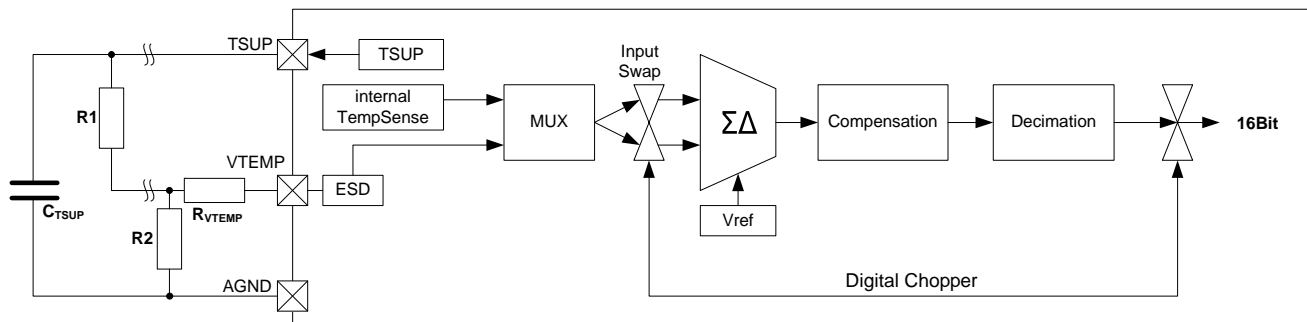 TSUP
TSUP
Input
Swap
internal
TempSense
R1
MUX
ΣΔ
Compensation
Decimation
16Bit
VTEMP
ESD
CTSUP
RVTEMP
Vref
R2
AGND
Digital Chopper